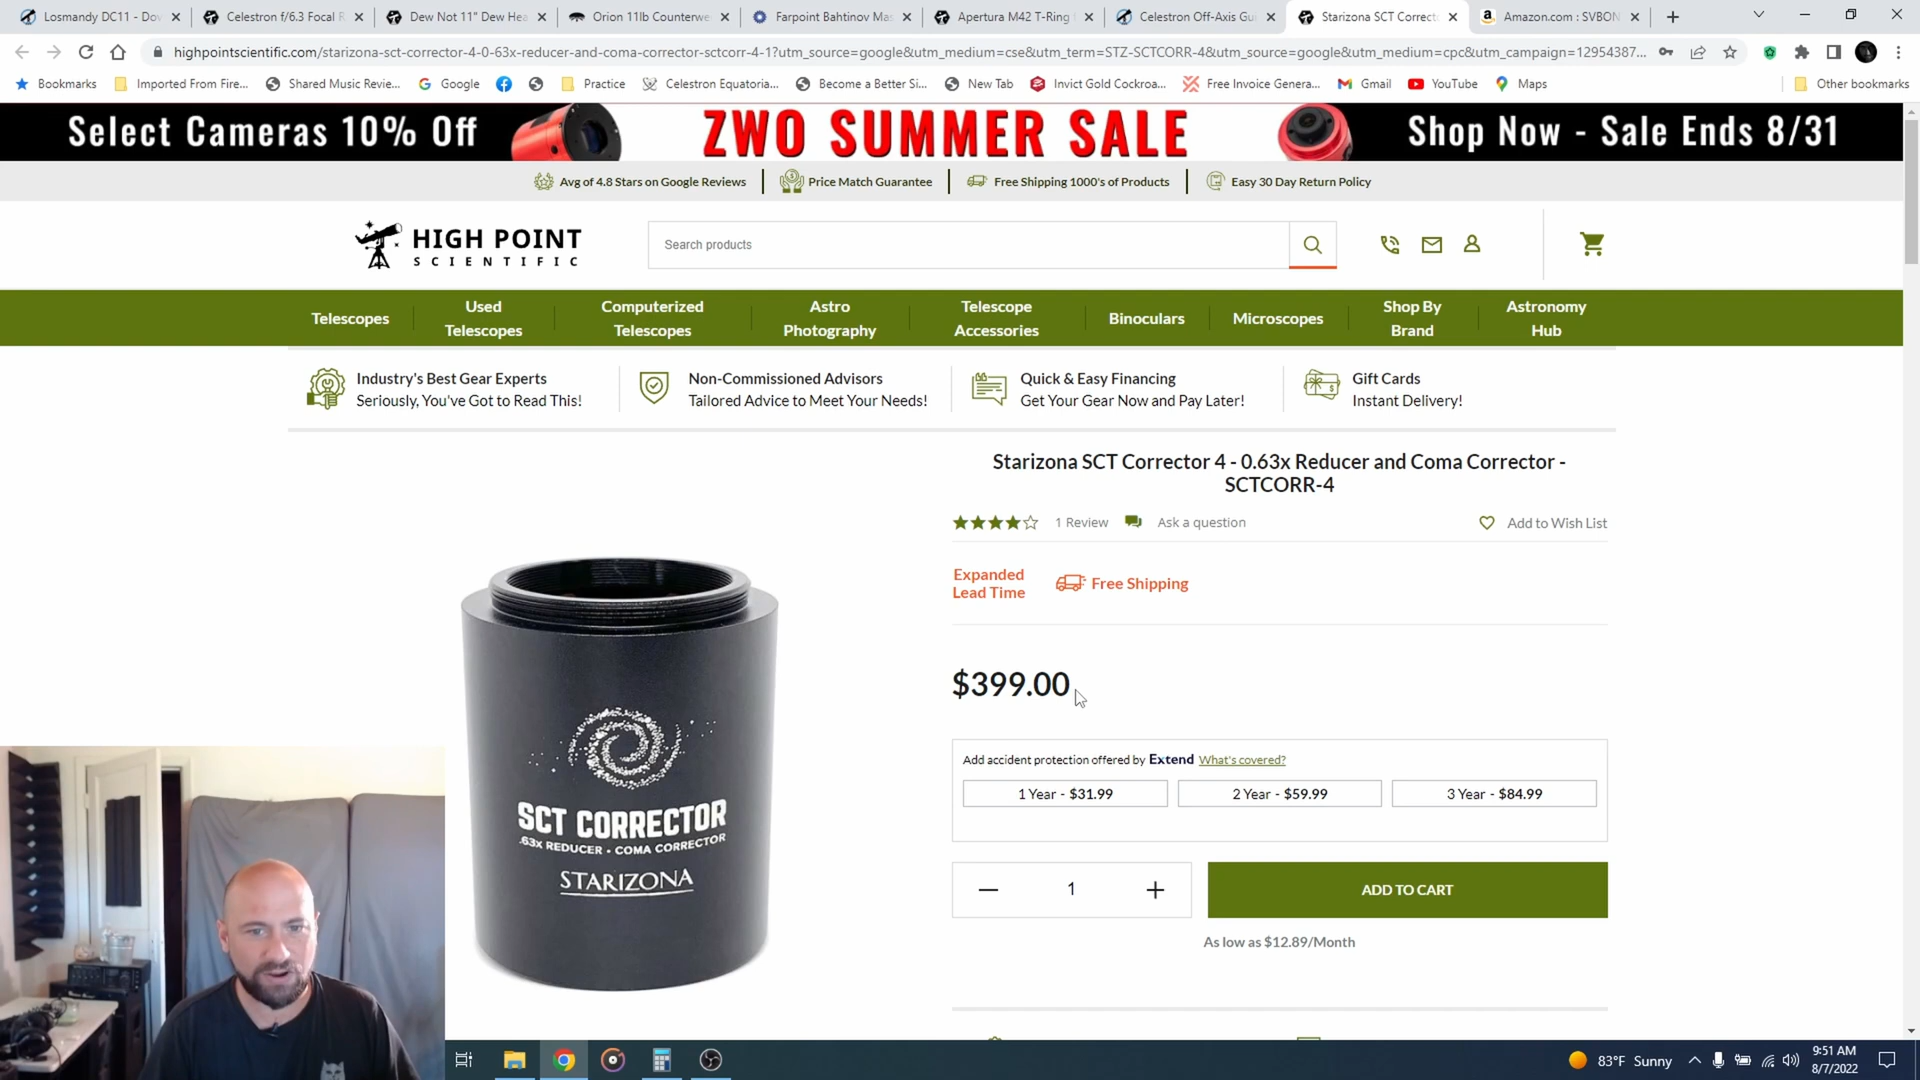 Losmandy DC11 - Dov
Celestron f/6.3 Focal R
Dew Not 11" Dew Hea
Orion 11lb Counterwe
Farpoint Bahtinov Mas
Apertura M42 T-Ring
Celestron Off-Axis Gu
Starizona SCT Correct
Amazon.com : SVBON
highpointscientific.com/starizona-sct-corrector-4-0-63x-reducer-and-coma-corrector-sctcorr-4-1?utm_source=google&utm_medium=cse&utm_term=STZ-SCTCORR-4&utm_source=google&utm_medium=cpc&utm_campaign=12954387...
Bookmarks
Imported From Fire...
Shared Music Revie...
Google
Practice
Celestron Equatoria...
Become a Better Si...
New Tab
Invict Gold Cockroa...
Free Invoice Genera...
Gmail
YouTube
Maps
Other bookmarks
Select Cameras 10% Off
ZWO SUMMER SALE
Shop Now - Sale Ends 8/31
Avg of 4.8 Stars on Google Reviews
Price Match Guarantee
Free Shipping 1000's of Products
Easy 30 Day Return Policy
HIGH POINT
SCIENTIFIC
Search products
Telescopes
Used
Telescopes
Computerized
Telescopes
Astro
Photography
Telescope
Accessories
Binoculars
Microscopes
Shop By
Brand
Astronomy
Hub
Industry's Best Gear Experts
Seriously, You've Got to Read This!
Non-Commissioned Advisors
Tailored Advice to Meet Your Needs!
Quick & Easy Financing
Get Your Gear Now and Pay Later!
Gift Cards
Instant Delivery!
Starizona SCT Corrector 4 - 0.63x Reducer and Coma Corrector -
SCTCORR-4
1 Review
Ask a question
Add to Wish List
Expanded
Lead Time
Free Shipping
$399.00
Add accident protection offered by Extend What's covered?
1 Year - $31.99
2 Year - $59.99
3 Year - $84.99
1
ADD TO CART
As low as $12.89/Month
SCT CORRECTOR
.63x REDUCER • COMA CORRECTOR
STARIZONA
83°F Sunny
9:51 AM
8/7/2022